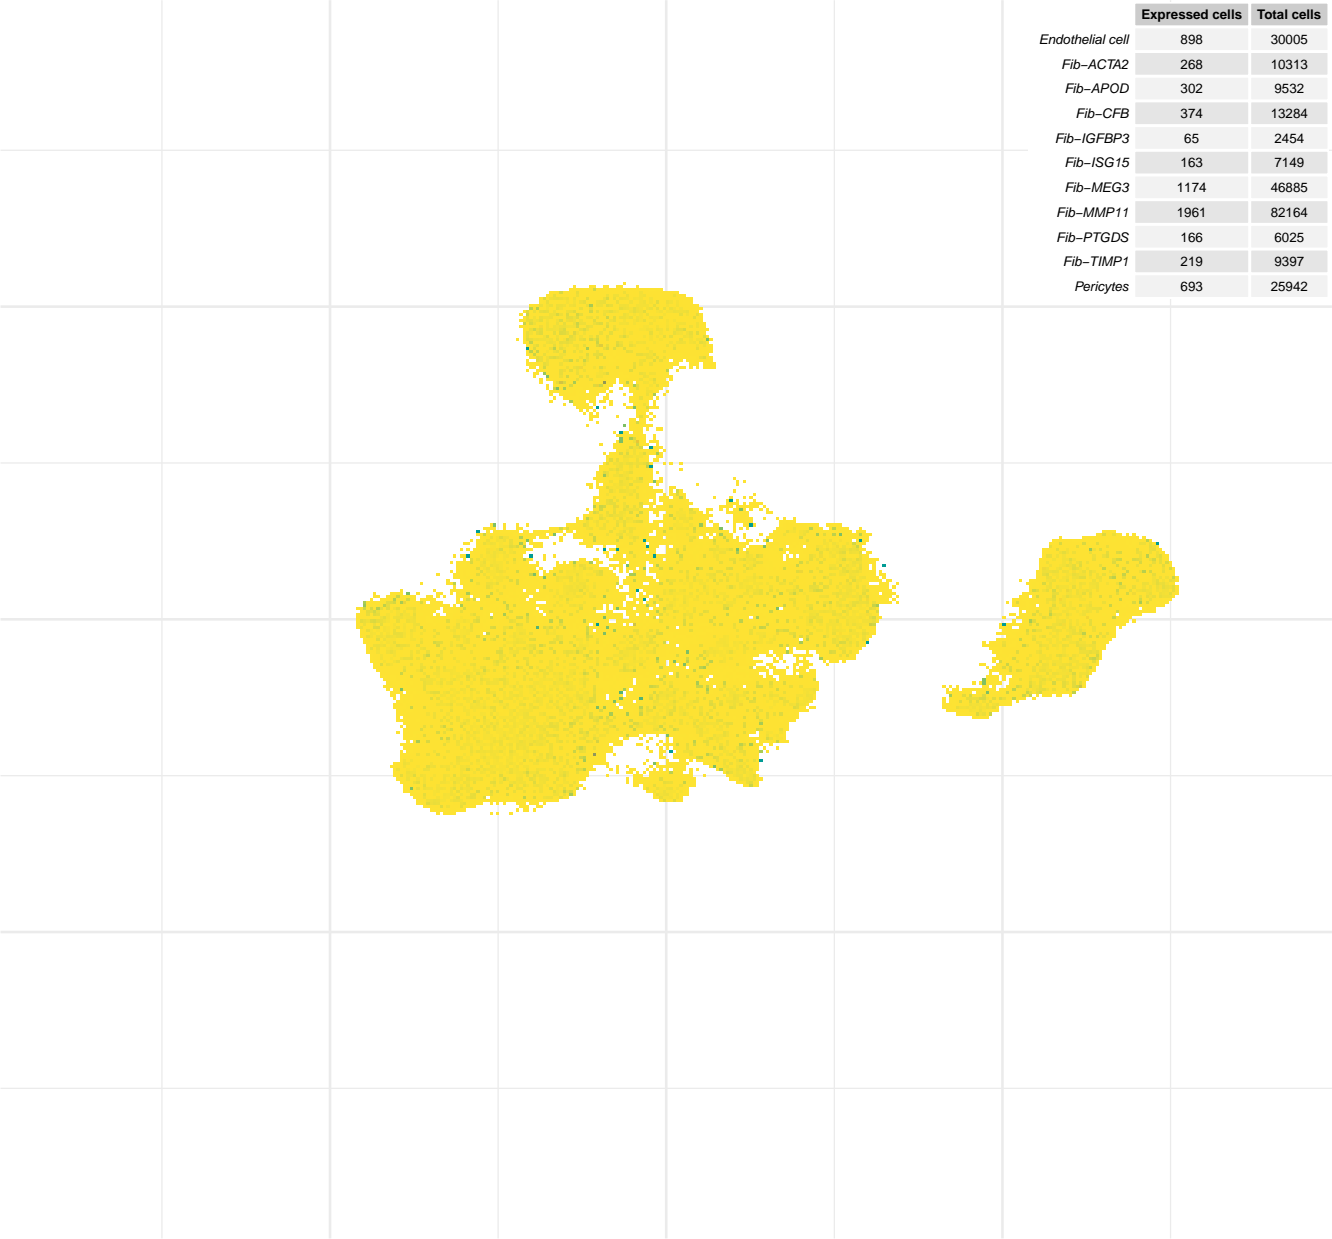 Expressed cells Total cells
Endothelial cell 898 30005
Fib−ACTA2 268 10313
Fib−APOD 302 9532
Fib−CFB 374 13284
Fib−IGFBP3 65 2454
Fib−ISG15 163 7149
Fib−MEG3 1174 46885
Fib−MMP11 1961 82164
Fib−PTGDS 166 6025
Fib−TIMP1 219 9397
Pericytes 693 25942